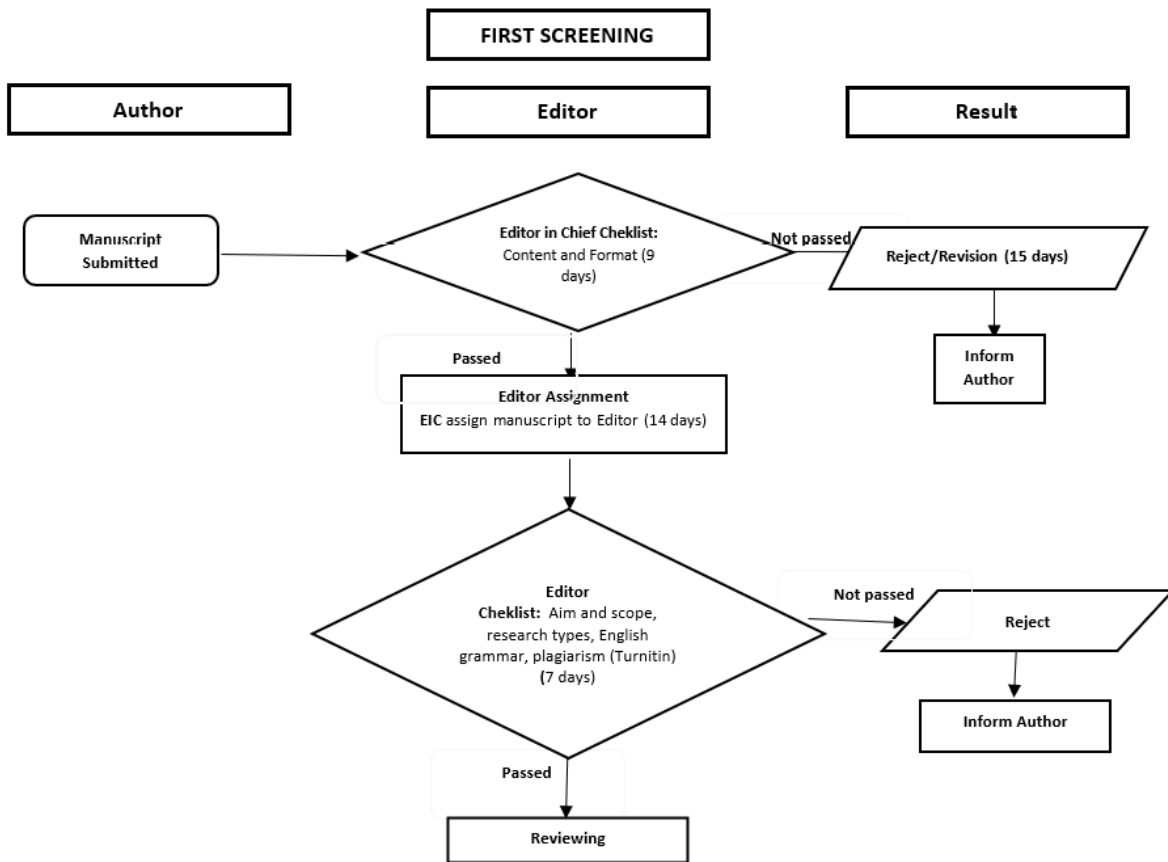 FIRST SCREENING
Author
Editor
Result
Manuscript
Submitted
Editor in Chief Cheklist:
Content and Format (9
days)
Not passed
Reject/Revision (15 days)
Inform
Author
Passed
Editor Assignment
EIC assign manuscript to Editor (14 days)
Editor
Cheklist: Aim and scope,
research types, English
grammar, plagiarism (Turnitin)
(7 days)
Not passed
Reject
Inform Author
Passed
Reviewing